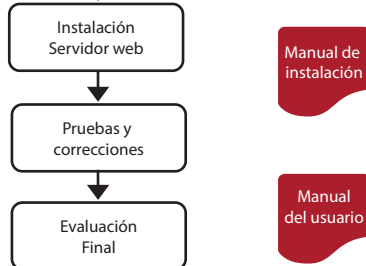 Instalación
Servidor web
Manual de
instalación
Pruebas y
correcciones
Manual
del usuario
Evaluación
Final